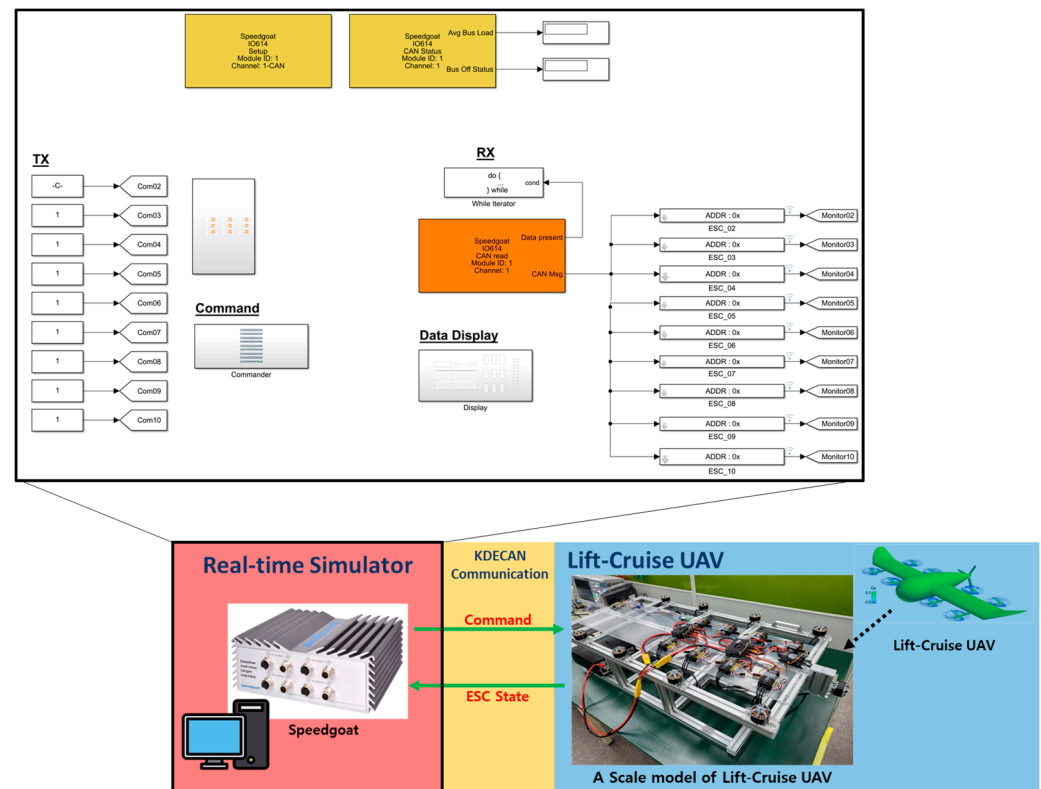 Speedgoat
IO614
Setup
Module ID: 1
Channel: 1-CAN
Speedgoat
IO614
CAN Status
Module ID: 1
Channel: 1
Avg Bus Load
Bus Off Status
TX
-C-
Com02
1
Com03
1
Com04
1
Com05
1
Com06
1
Com07
1
Com08
1
Com09
1
Com10
Command
Commander
RX
do {
...
} while
cond
While Iterator
Speedgoat
IO614
CAN read
Module ID: 1
Channel: 1
Data present
CAN Msg
Data Display
Display
ADDR : 0x
ESC_02
Monitor02
ADDR : 0x
ESC_03
Monitor03
ADDR : 0x
ESC_04
Monitor04
ADDR : 0x
ESC_05
Monitor05
ADDR : 0x
ESC_06
Monitor06
ADDR : 0x
ESC_07
Monitor07
ADDR : 0x
ESC_08
Monitor08
ADDR : 0x
ESC_09
Monitor09
ADDR : 0x
ESC_10
Monitor10
Real-time Simulator
Speedgoat
KDECAN
Communication
Command
ESC State
Lift-Cruise UAV
Lift-Cruise UAV
A Scale model of Lift-Cruise UAV